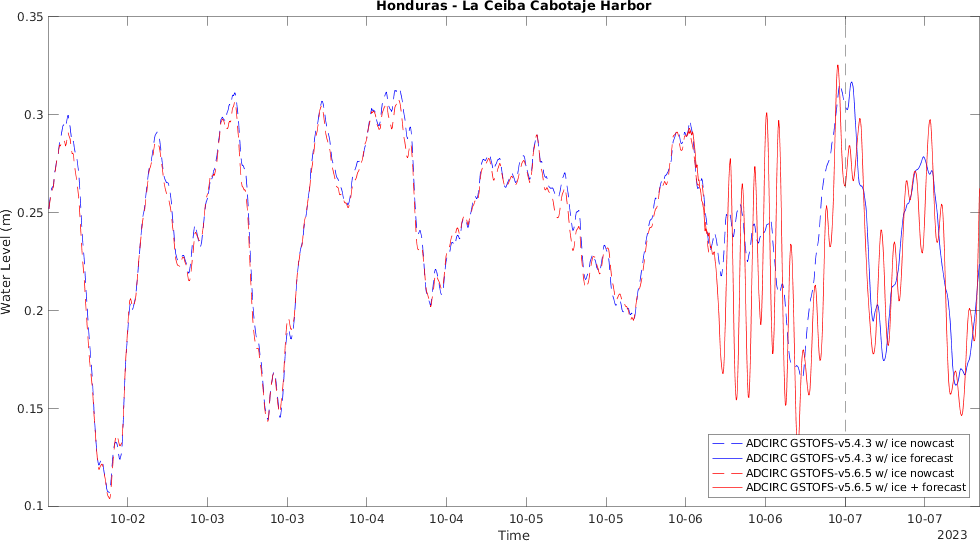 Honduras - La Ceiba Cabotaje Harbor
0.35
0.3
0.25
0.2
0.15
0.1
Water Level (m)
10-02 10-03 10-03 10-04 10-04 10-05 10-05 10-06 10-06 10-07 10-07
Time
2023
ADCIRC GSTOFS-v5.4.3 w/ ice nowcast
ADCIRC GSTOFS-v5.4.3 w/ ice forecast
ADCIRC GSTOFS-v5.6.5 w/ ice nowcast
ADCIRC GSTOFS-v5.6.5 w/ ice + forecast